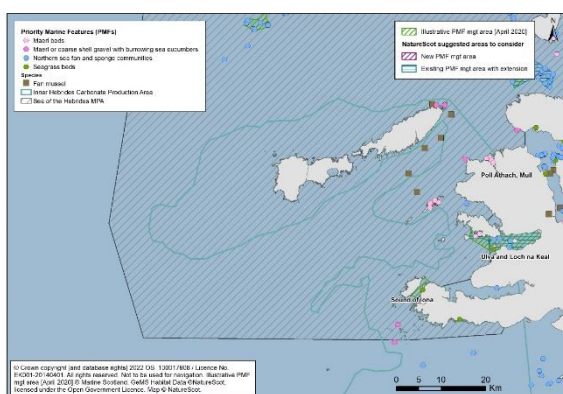 Priority Marine Features (PMFs)
Maerl beds
Maerl or coarse shell gravel with burrowing sea cucumbers
Northern sea fan and sponge communities
Seagrass beds
Species
Fan mussel
Inner Hebrides Carbonate Production Area
Sea of the Hebrides MPA
Illustrative PMF mgt area [April 2020]
NatureScot suggested areas to consider
New PMF mgt area
Existing PMF mgt area with extension
N
Poll Athach, Mull
Ulva and Loch na Keal
Sound of Iona
© Crown copyright [and database rights] 2022 OS 100017908 / Licence No.
EK001-20140401. All rights reserved. Not to be used for navigation. Illustrative PMF
mgt area [April 2020] © Marine Scotland. GeMS Habitat Data ©NatureScot,
licensed under the Open Government Licence. Map © NatureScot.
0 5 10 20
Km